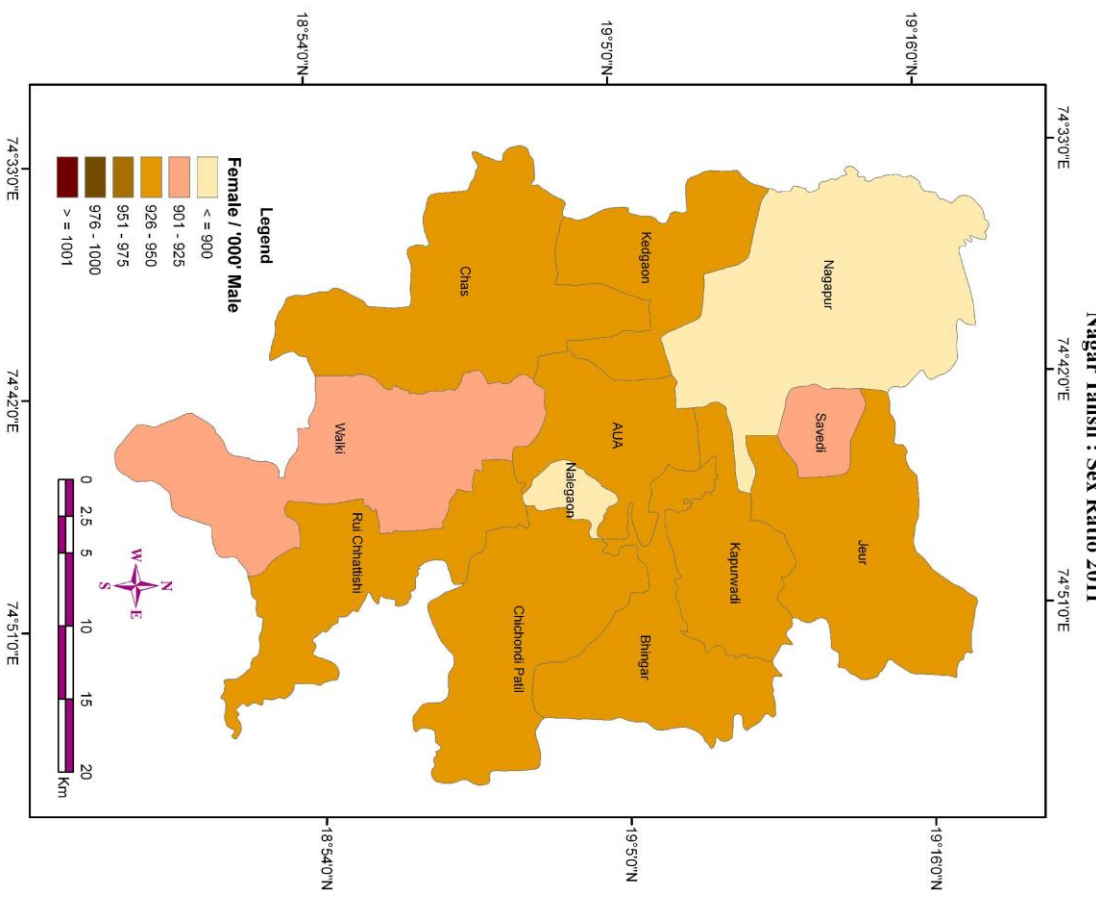 Nagar Tahsil : Sex Ratio 2011
74°33'0"E
74°42'0"E
74°51'0"E
19°16'0"N
19°16'0"N
19°5'0"N
19°5'0"N
18°54'0"N
18°54'0"N
Nagapur
Savedi
Jeur
Kapurwadi
Kedgaon
AUA
Bhingar
Nalegaon
Chichondi Patil
Chas
Walki
Rui Chhattishi
Legend
Female / '000' Male
< = 900
901 - 925
926 - 950
951 - 975
976 - 1000
> = 1001
N
W
E
S
0 2.5 5 10 15 20
Km
74°33'0"E
74°42'0"E
74°51'0"E